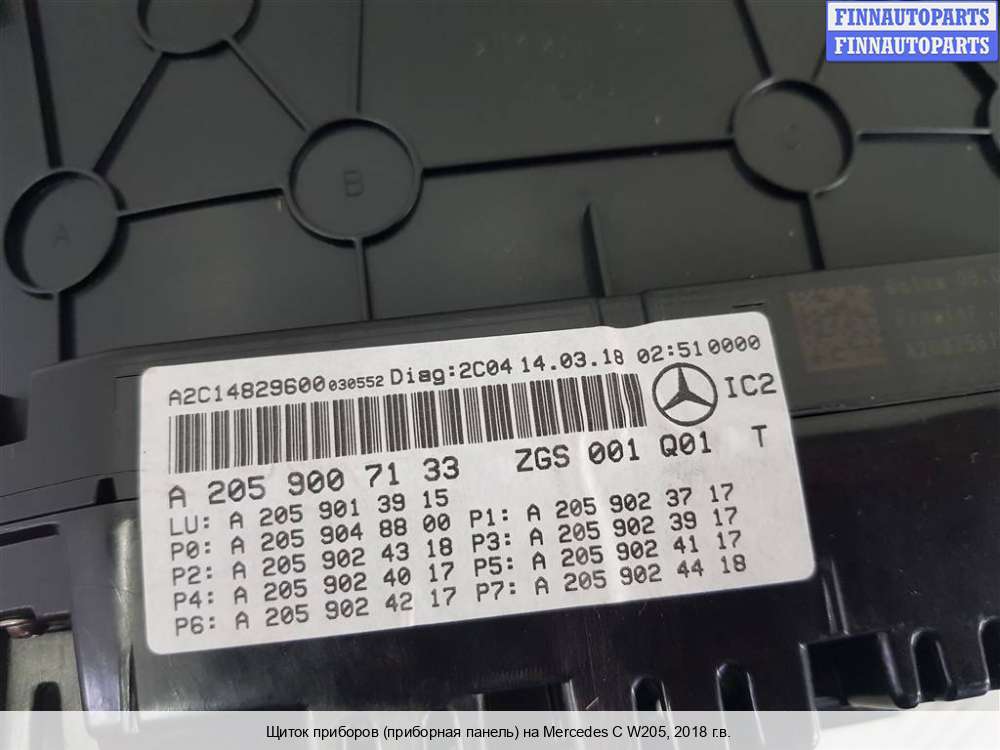 FINNAUTOPARTS
FINNAUTOPARTS
A
B
C
A2C14829600 030552 Diag:2C04 14.03.18 02:51 0000
IC2
A 205 900 71 33 ZGS 001 Q01 T
LU: A 205 901 39 15
P0: A 205 904 88 00 P1: A 205 902 37 17
P2: A 205 902 43 18 P3: A 205 902 39 17
P4: A 205 902 40 17 P5: A 205 902 41 17
P6: A 205 902 42 17 P7: A 205 902 44 18
Щиток приборов (приборная панель) на Mercedes C W205, 2018 г.в.